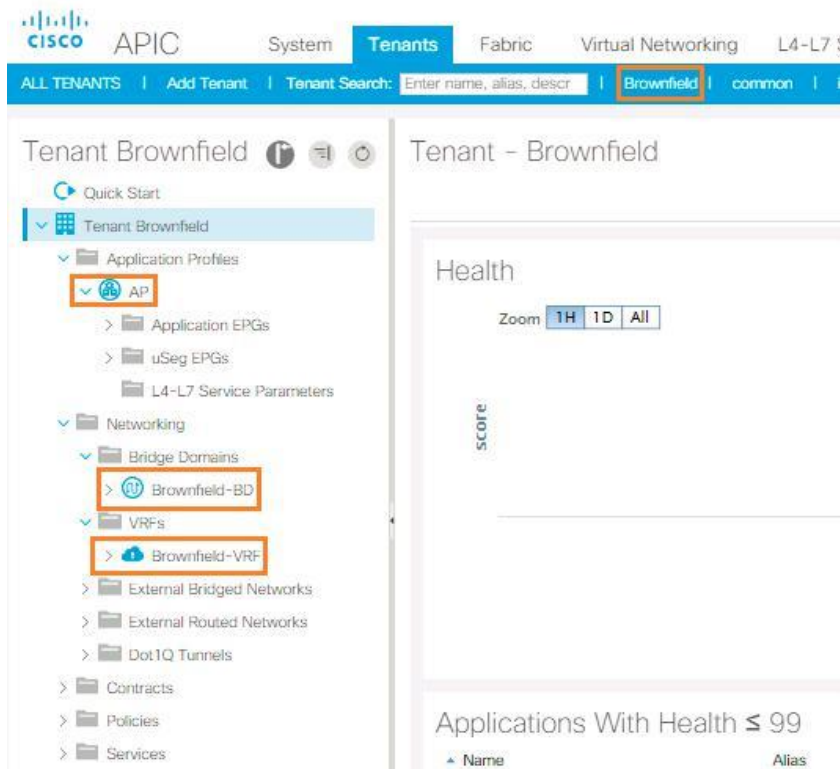 CISCO APIC System Tenants Fabric Virtual Networking L4-L7
ALL TENANTS | Add Tenant | Tenant Search: Enter name, alias, descr | Brownfield | common |
Tenant Brownfield
Tenant - Brownfield
Quick Start
Tenant Brownfield
Application Profiles
AP
Application EPGs
uSeg EPGs
L4-L7 Service Parameters
Networking
Bridge Domains
Brownfield-BD
VRFs
Brownfield-VRF
External Bridged Networks
External Routed Networks
Dot1Q Tunnels
Contracts
Policies
Services
Health
Zoom 1H 1D All
score
Applications With Health ≤ 99
Name Alias